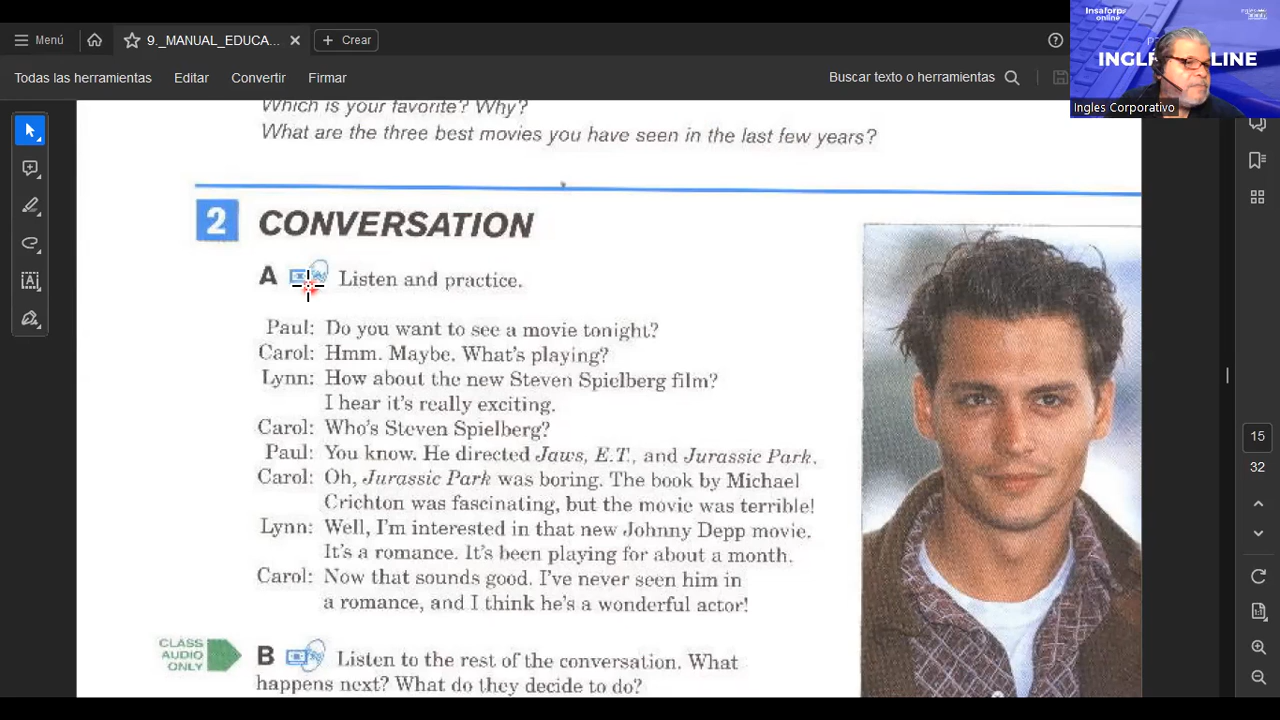 Menú
9._MANUAL_EDUCA...
Crear
Insaforp
online
INGL
LINE
Ingles Corporativo
Todas las herramientas
Editar
Convertir
Firmar
Buscar texto o herramientas
Which is your favorite? Why?
What are the three best movies you have seen in the last few years?
2 CONVERSATION
A Listen and practice.
Paul: Do you want to see a movie tonight?
Carol: Hmm. Maybe. What's playing?
Lynn: How about the new Steven Spielberg film?
I hear it's really exciting.
Carol: Who's Steven Spielberg?
Paul: You know. He directed Jaws, E.T., and Jurassic Park.
Carol: Oh, Jurassic Park was boring. The book by Michael
Crichton was fascinating, but the movie was terrible!
Lynn: Well, I'm interested in that new Johnny Depp movie.
It's a romance. It's been playing for about a month.
Carol: Now that sounds good. I've never seen him in
a romance, and I think he's a wonderful actor!
CLASS
AUDIO
ONLY
B Listen to the rest of the conversation. What
happens next? What do they decide to do?
15
32